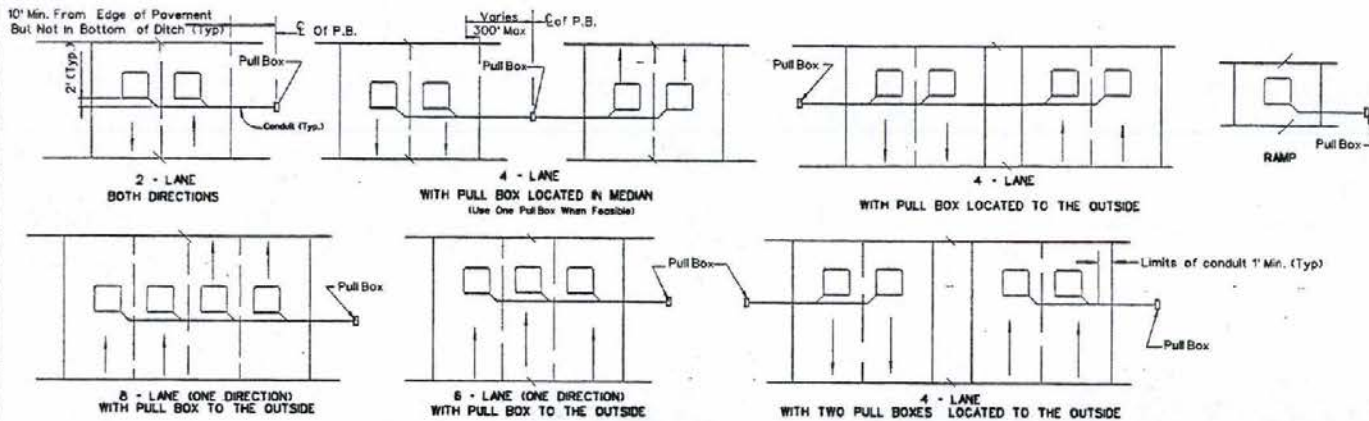 10' Min. From Edge of Pavement
But Not in Bottom of Ditch (Typ)
℄ Of P.B.
Pull Box
2' (Typ.)
Conduit (Typ.)
2 - LANE
BOTH DIRECTIONS
Varies
300' Max
℄ of P.B.
Pull Box
4 - LANE
WITH PULL BOX LOCATED IN MEDIAN
(Use One Pull Box When Feasible)
Pull Box
4 - LANE
WITH PULL BOX LOCATED TO THE OUTSIDE
Pull Box
RAMP
Pull Box
8 - LANE (ONE DIRECTION)
WITH PULL BOX TO THE OUTSIDE
Pull Box
6 - LANE (ONE DIRECTION)
WITH PULL BOX TO THE OUTSIDE
Limits of conduit 1' Min. (Typ)
Pull Box
4 - LANE
WITH TWO PULL BOXES LOCATED TO THE OUTSIDE